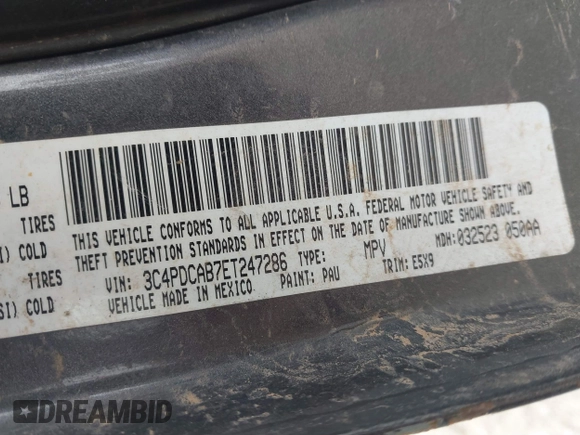 LB
TIRES
COLD
TIRES
SI) COLD
THIS VEHICLE CONFORMS TO ALL APPLICABLE U.S.A. FEDERAL MOTOR VEHICLE SAFETY AND
THEFT PREVENTION STANDARDS IN EFFECT ON THE DATE OF MANUFACTURE SHOWN ABOVE.
VIN: 3C4PDCAB7ET247286 TYPE: MPV MDH: 032523 050AA
VEHICLE MADE IN MEXICO. PAINT: PAU TRIM: E5X9
DREAMBID